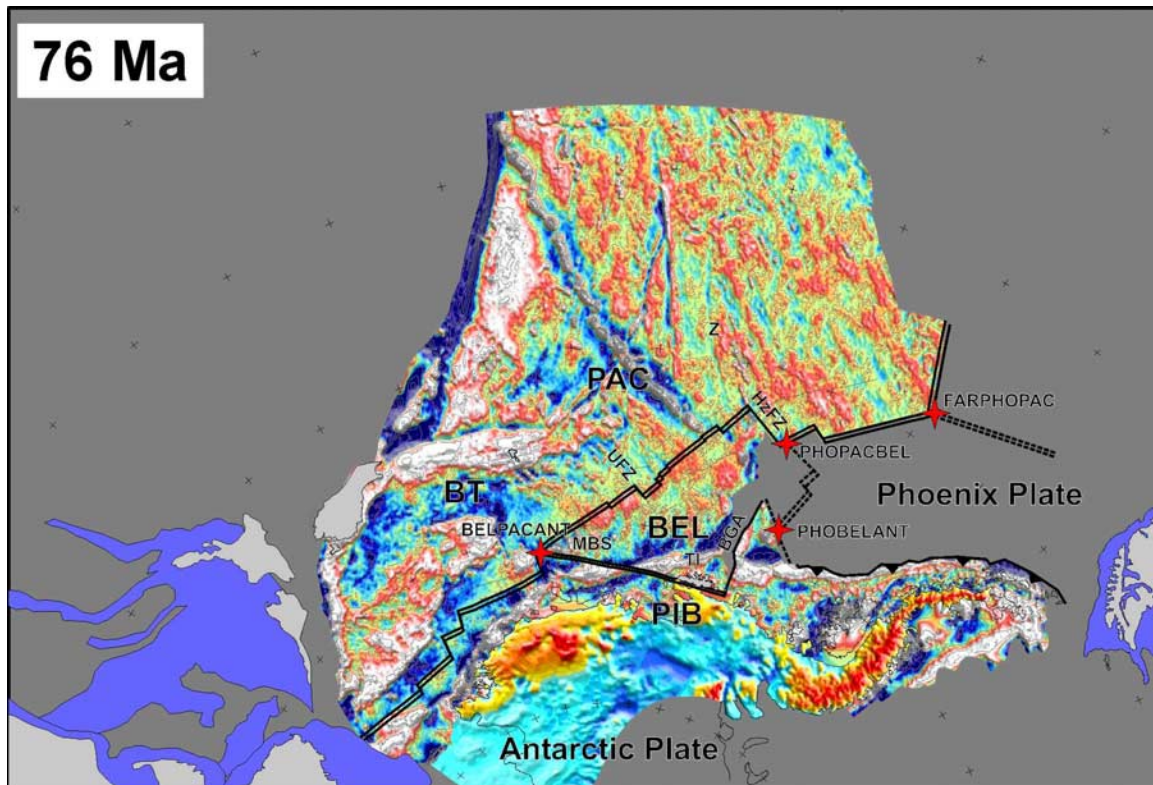 76 Ma
Z
PAC
HzFZ
FARPHOPAC
PHOPACBEL
UFZ
BT
Phoenix Plate
BEL
BELPACANT
MBS
BGA
PHOBELANT
TI
PIB
Antarctic Plate